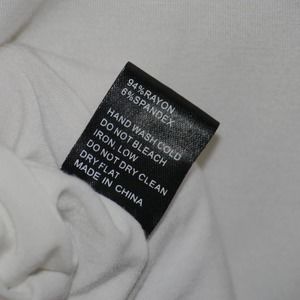 94%RAYON
6%SPANDEX
HAND WASH COLD
DO NOT BLEACH
IRON, LOW
DO NOT DRY CLEAN
DRY FLAT
MADE IN CHINA